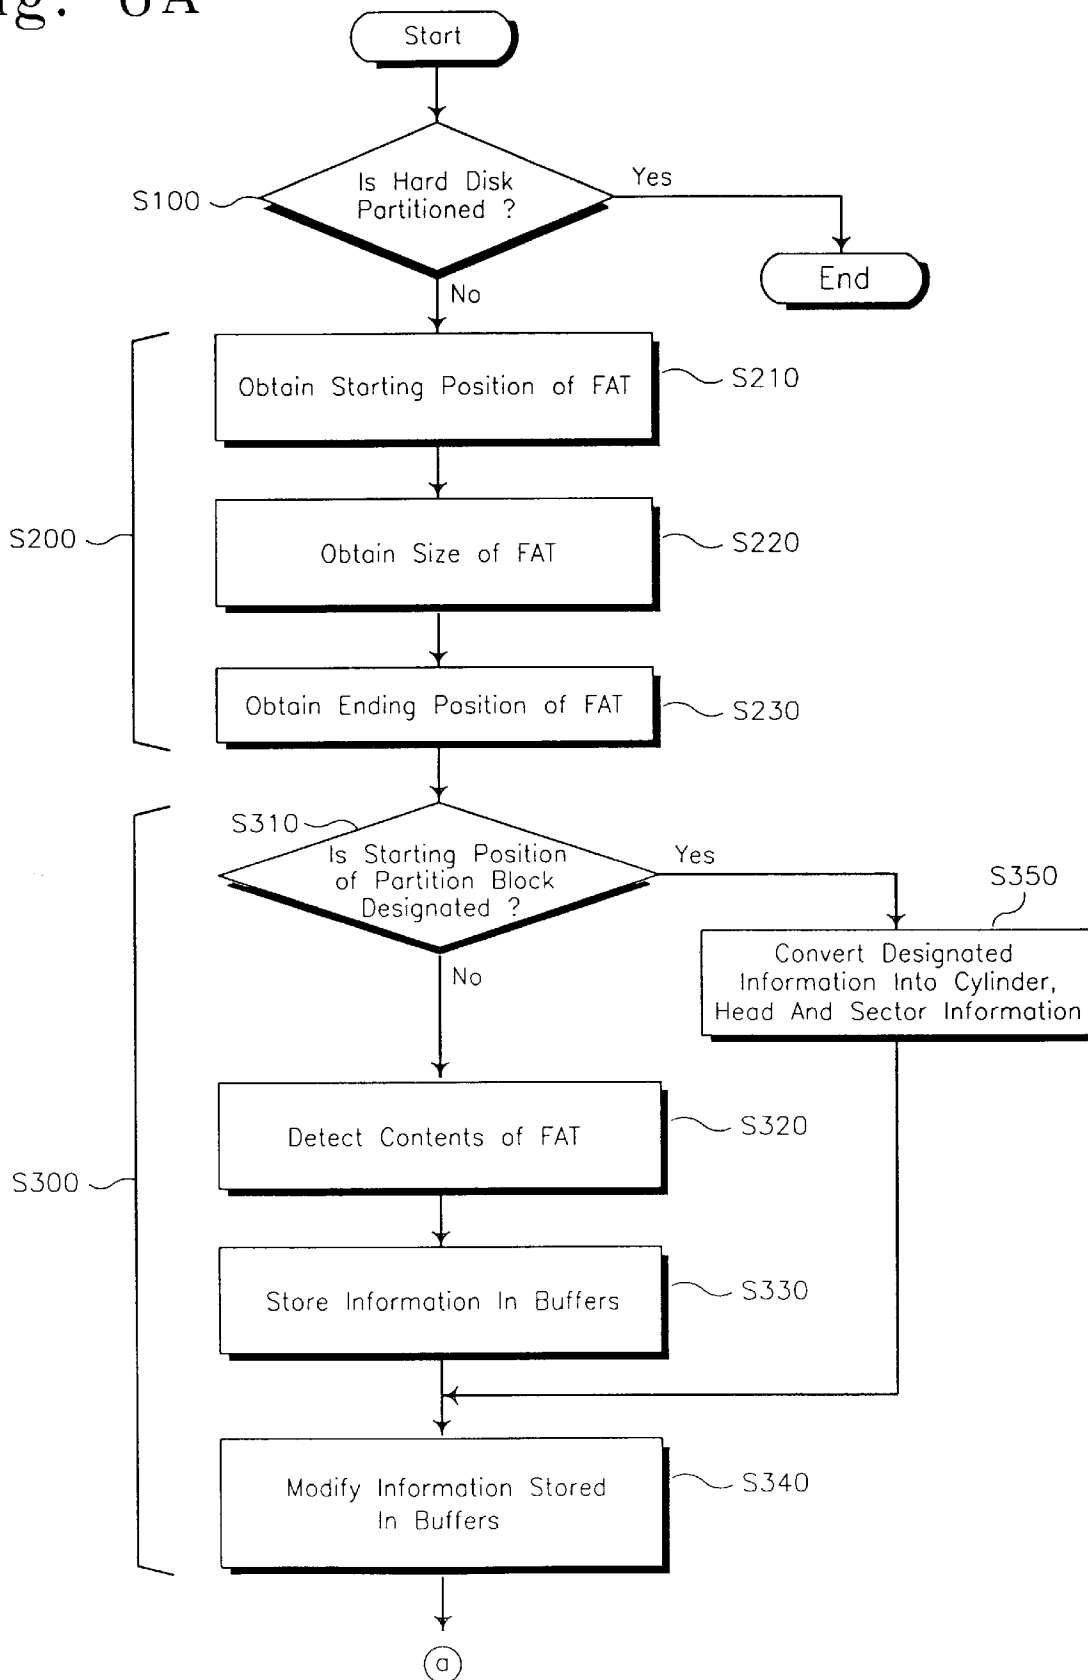 Start
Is Hard Disk
Partitioned ?
S100
Yes
End
No
Obtain Starting Position of FAT
S210
Obtain Size of FAT
S220
S200
Obtain Ending Position of FAT
S230
S310
Is Starting Position
of Partition Block
Designated ?
Yes
S350
Convert Designated
Information Into Cylinder,
Head And Sector Information
No
Detect Contents of FAT
S320
S300
Store Information In Buffers
S330
Modify Information Stored
In Buffers
S340
a